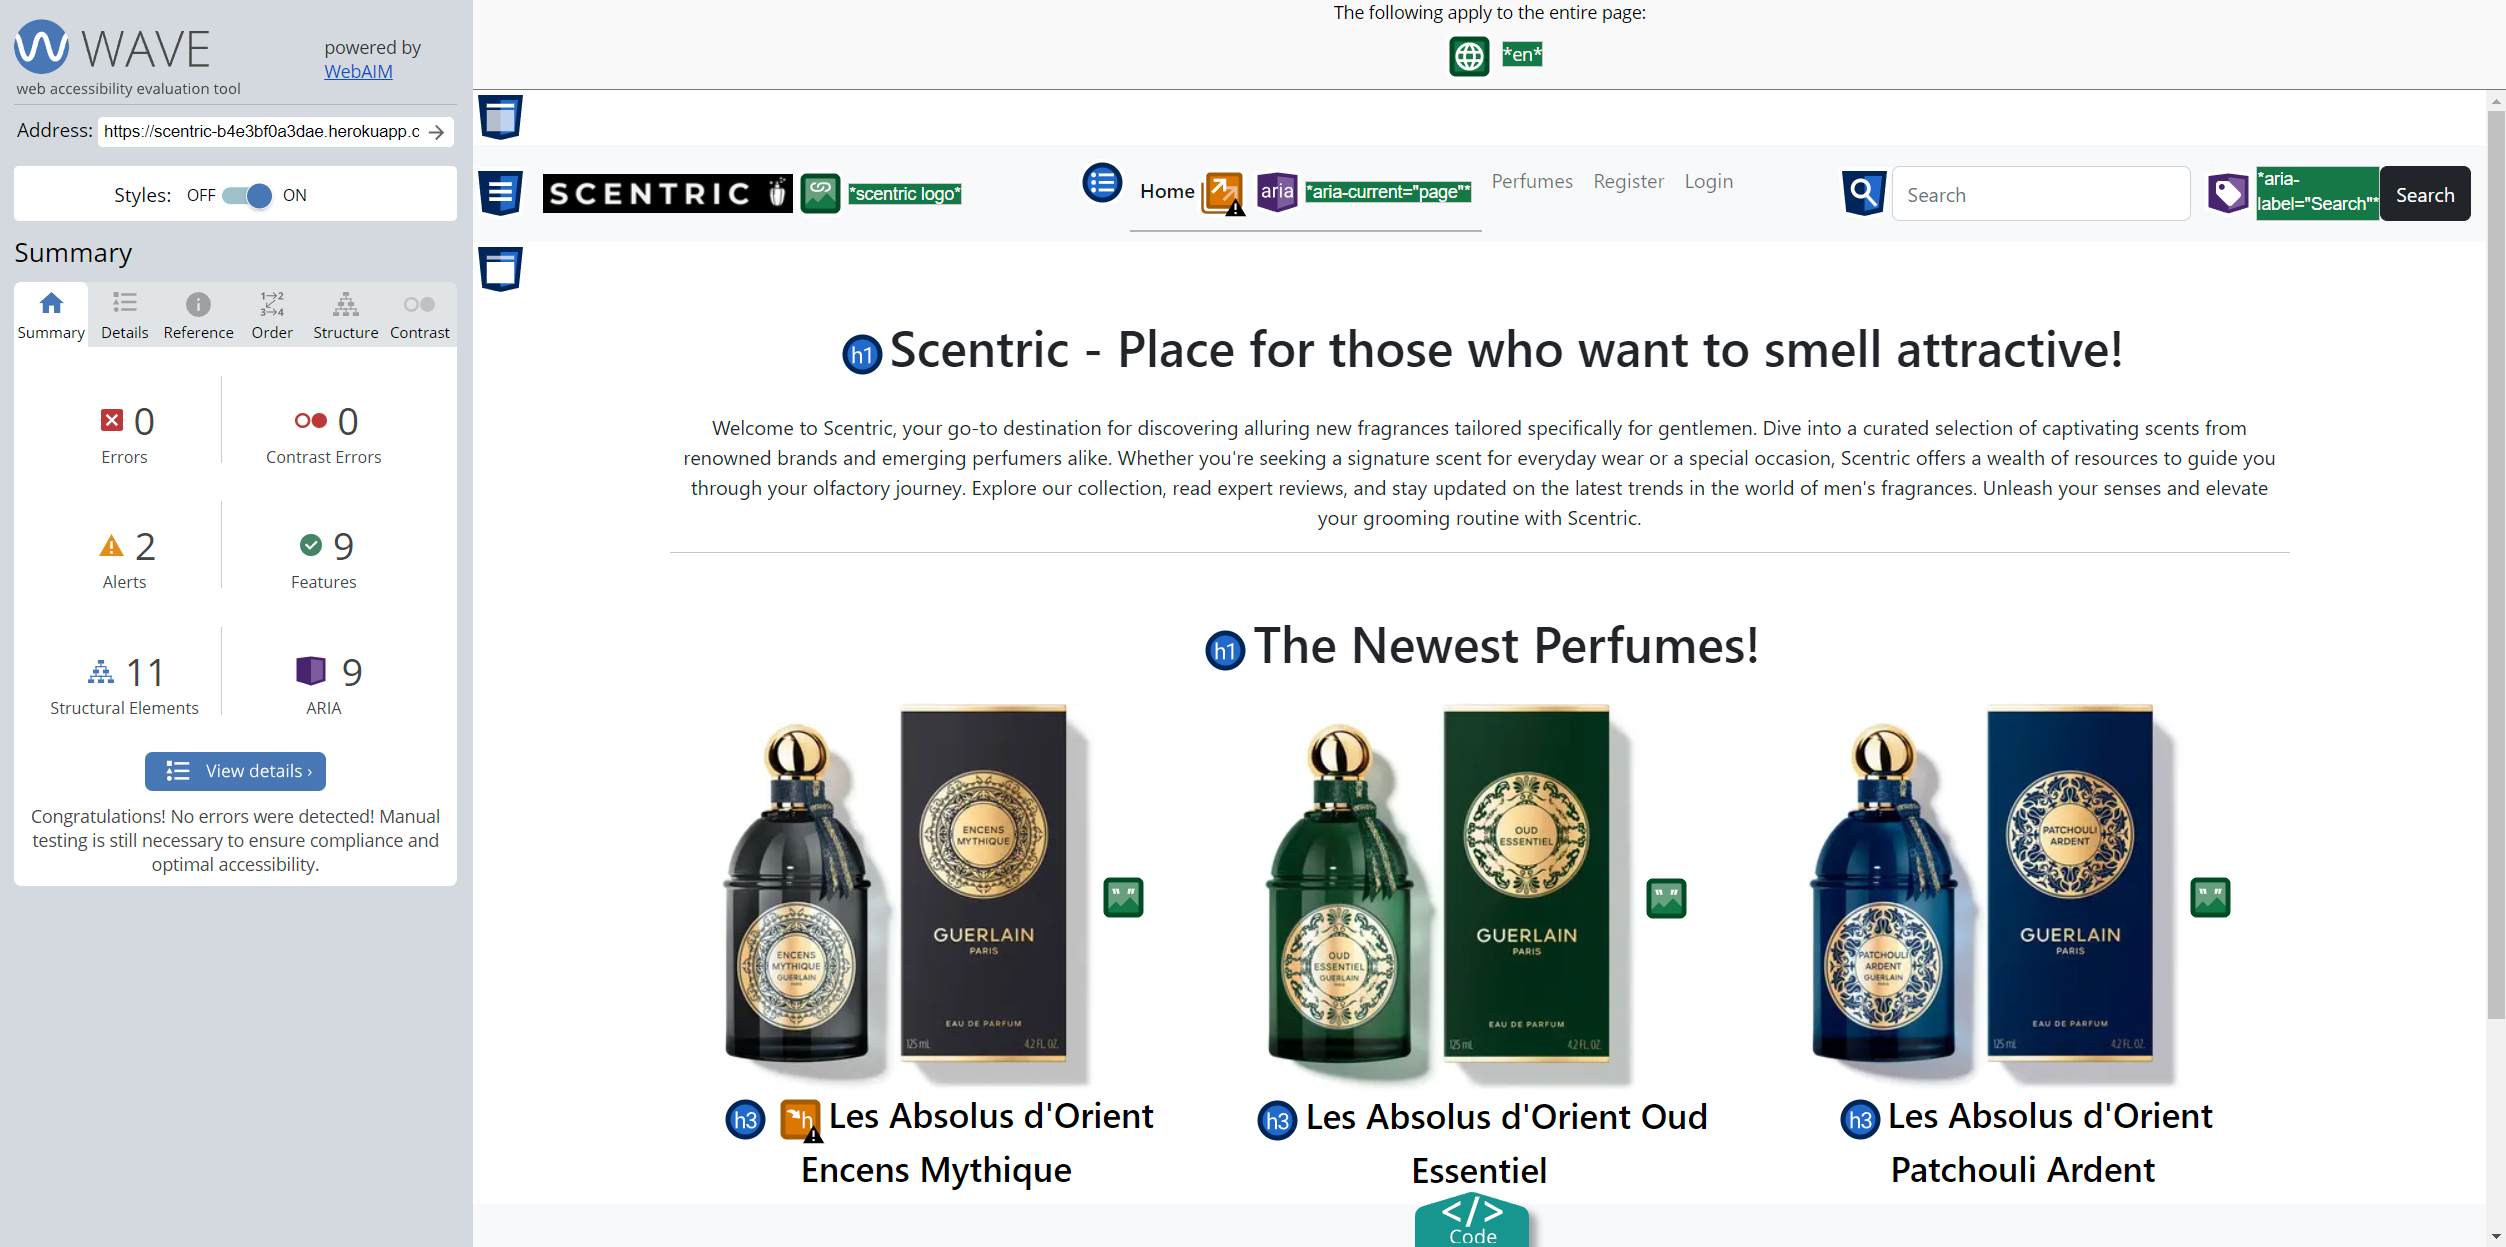 WAVE
powered by
WebAIM
web accessibility evaluation tool
Address: https://scentric-b4e3bf0a3dae.herokuapp.c
Styles: OFF ON
Summary
Summary Details Reference Order Structure Contrast
0 Errors
0 Contrast Errors
2 Alerts
9 Features
11 Structural Elements
9 ARIA
View details ›
Congratulations! No errors were detected! Manual
testing is still necessary to ensure compliance and
optimal accessibility.
The following apply to the entire page:
*en*
SCENTRIC *scentric logo*
Home aria *aria-current="page"* Perfumes Register Login
Search
*aria-
label="Search"*
Search
h1 Scentric - Place for those who want to smell attractive!
Welcome to Scentric, your go-to destination for discovering alluring new fragrances tailored specifically for gentlemen. Dive into a curated selection of captivating scents from
renowned brands and emerging perfumers alike. Whether you're seeking a signature scent for everyday wear or a special occasion, Scentric offers a wealth of resources to guide you
through your olfactory journey. Explore our collection, read expert reviews, and stay updated on the latest trends in the world of men's fragrances. Unleash your senses and elevate
your grooming routine with Scentric.
h1 The Newest Perfumes!
ENCENS
MYTHIQUE
GUERLAIN
PARIS
ENCENS
MYTHIQUE
GUERLAIN
EAU DE PARFUM
125 mL 4.2 FL. OZ.
OUD
ESSENTIEL
GUERLAIN
PARIS
OUD
ESSENTIEL
GUERLAIN
EAU DE PARFUM
125 mL 4.2 FL. OZ.
PATCHOULI
ARDENT
GUERLAIN
PARIS
PATCHOULI
ARDENT
GUERLAIN
EAU DE PARFUM
125 mL 4.2 FL. OZ.
h3 h Les Absolus d'Orient
Encens Mythique
h3 Les Absolus d'Orient Oud
Essentiel
h3 Les Absolus d'Orient
Patchouli Ardent
</>
Code